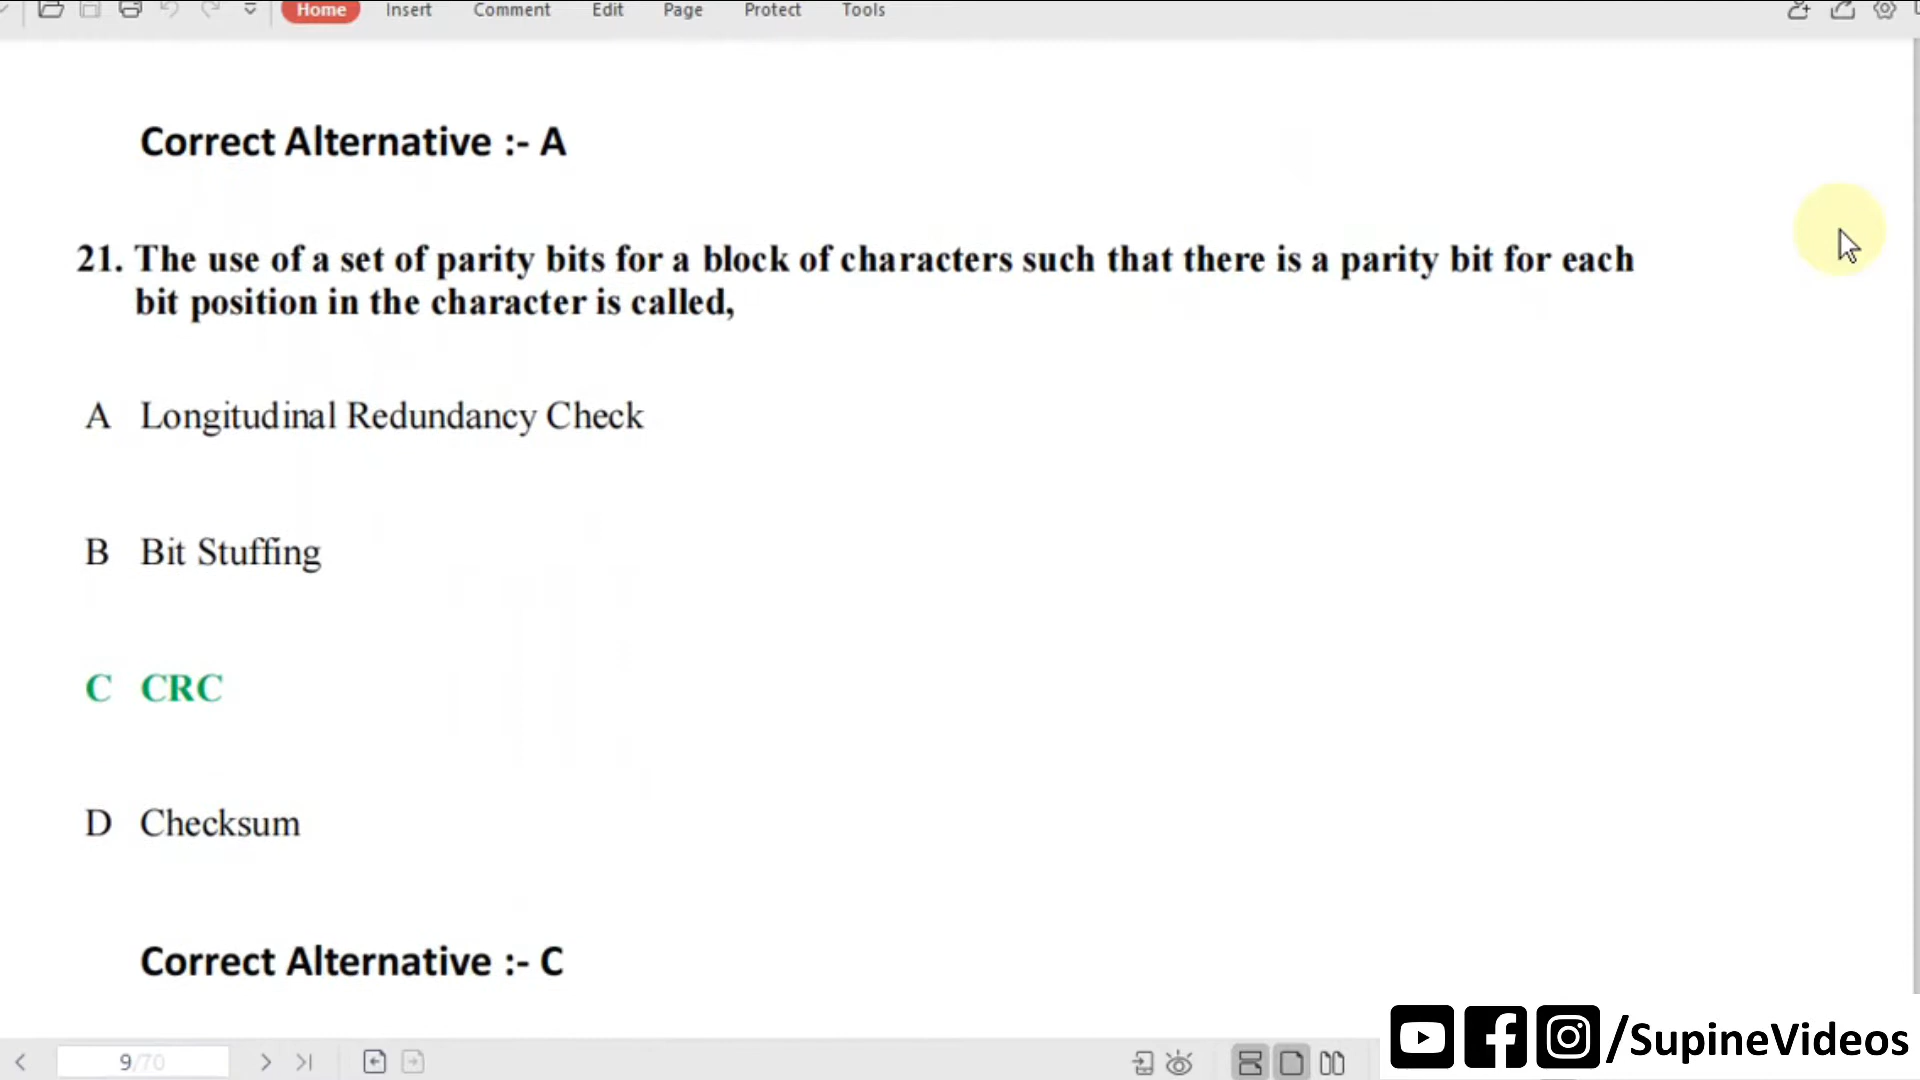 Home Insert Comment Edit Page Protect Tools
Correct Alternative :- A
21. The use of a set of parity bits for a block of characters such that there is a parity bit for each
bit position in the character is called,
A Longitudinal Redundancy Check
B Bit Stuffing
C CRC
D Checksum
Correct Alternative :- C
/SupineVideos
9/70